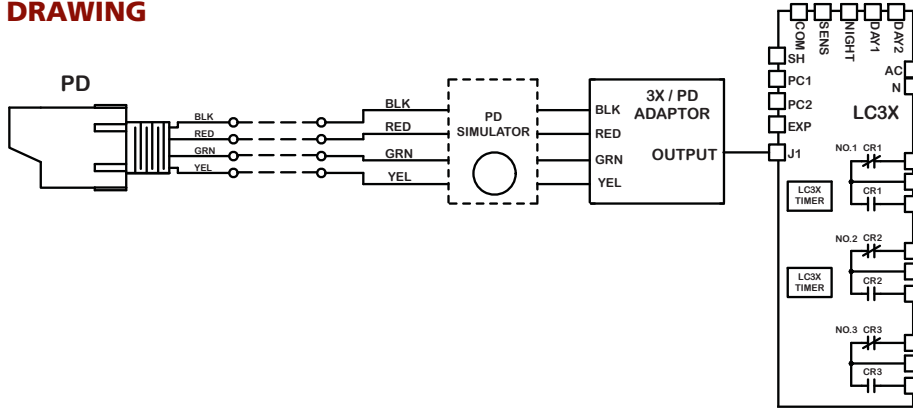 DRAWING
PD
BLK
RED
GRN
YEL
BLK
RED
GRN
YEL
PD
SIMULATOR
BLK
RED
GRN
YEL
3X / PD
ADAPTOR
OUTPUT
COM
SENS
NIGHT
DAY1
DAY2
SH
PC1
PC2
EXP
J1
AC
N
LC3X
NO.1 CR1
CR1
LC3X
TIMER
NO.2 CR2
CR2
LC3X
TIMER
NO.3 CR3
CR3